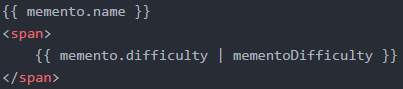 {{ memento.name }}
<span>
    {{ memento.difficulty | mementoDifficulty }}
</span>